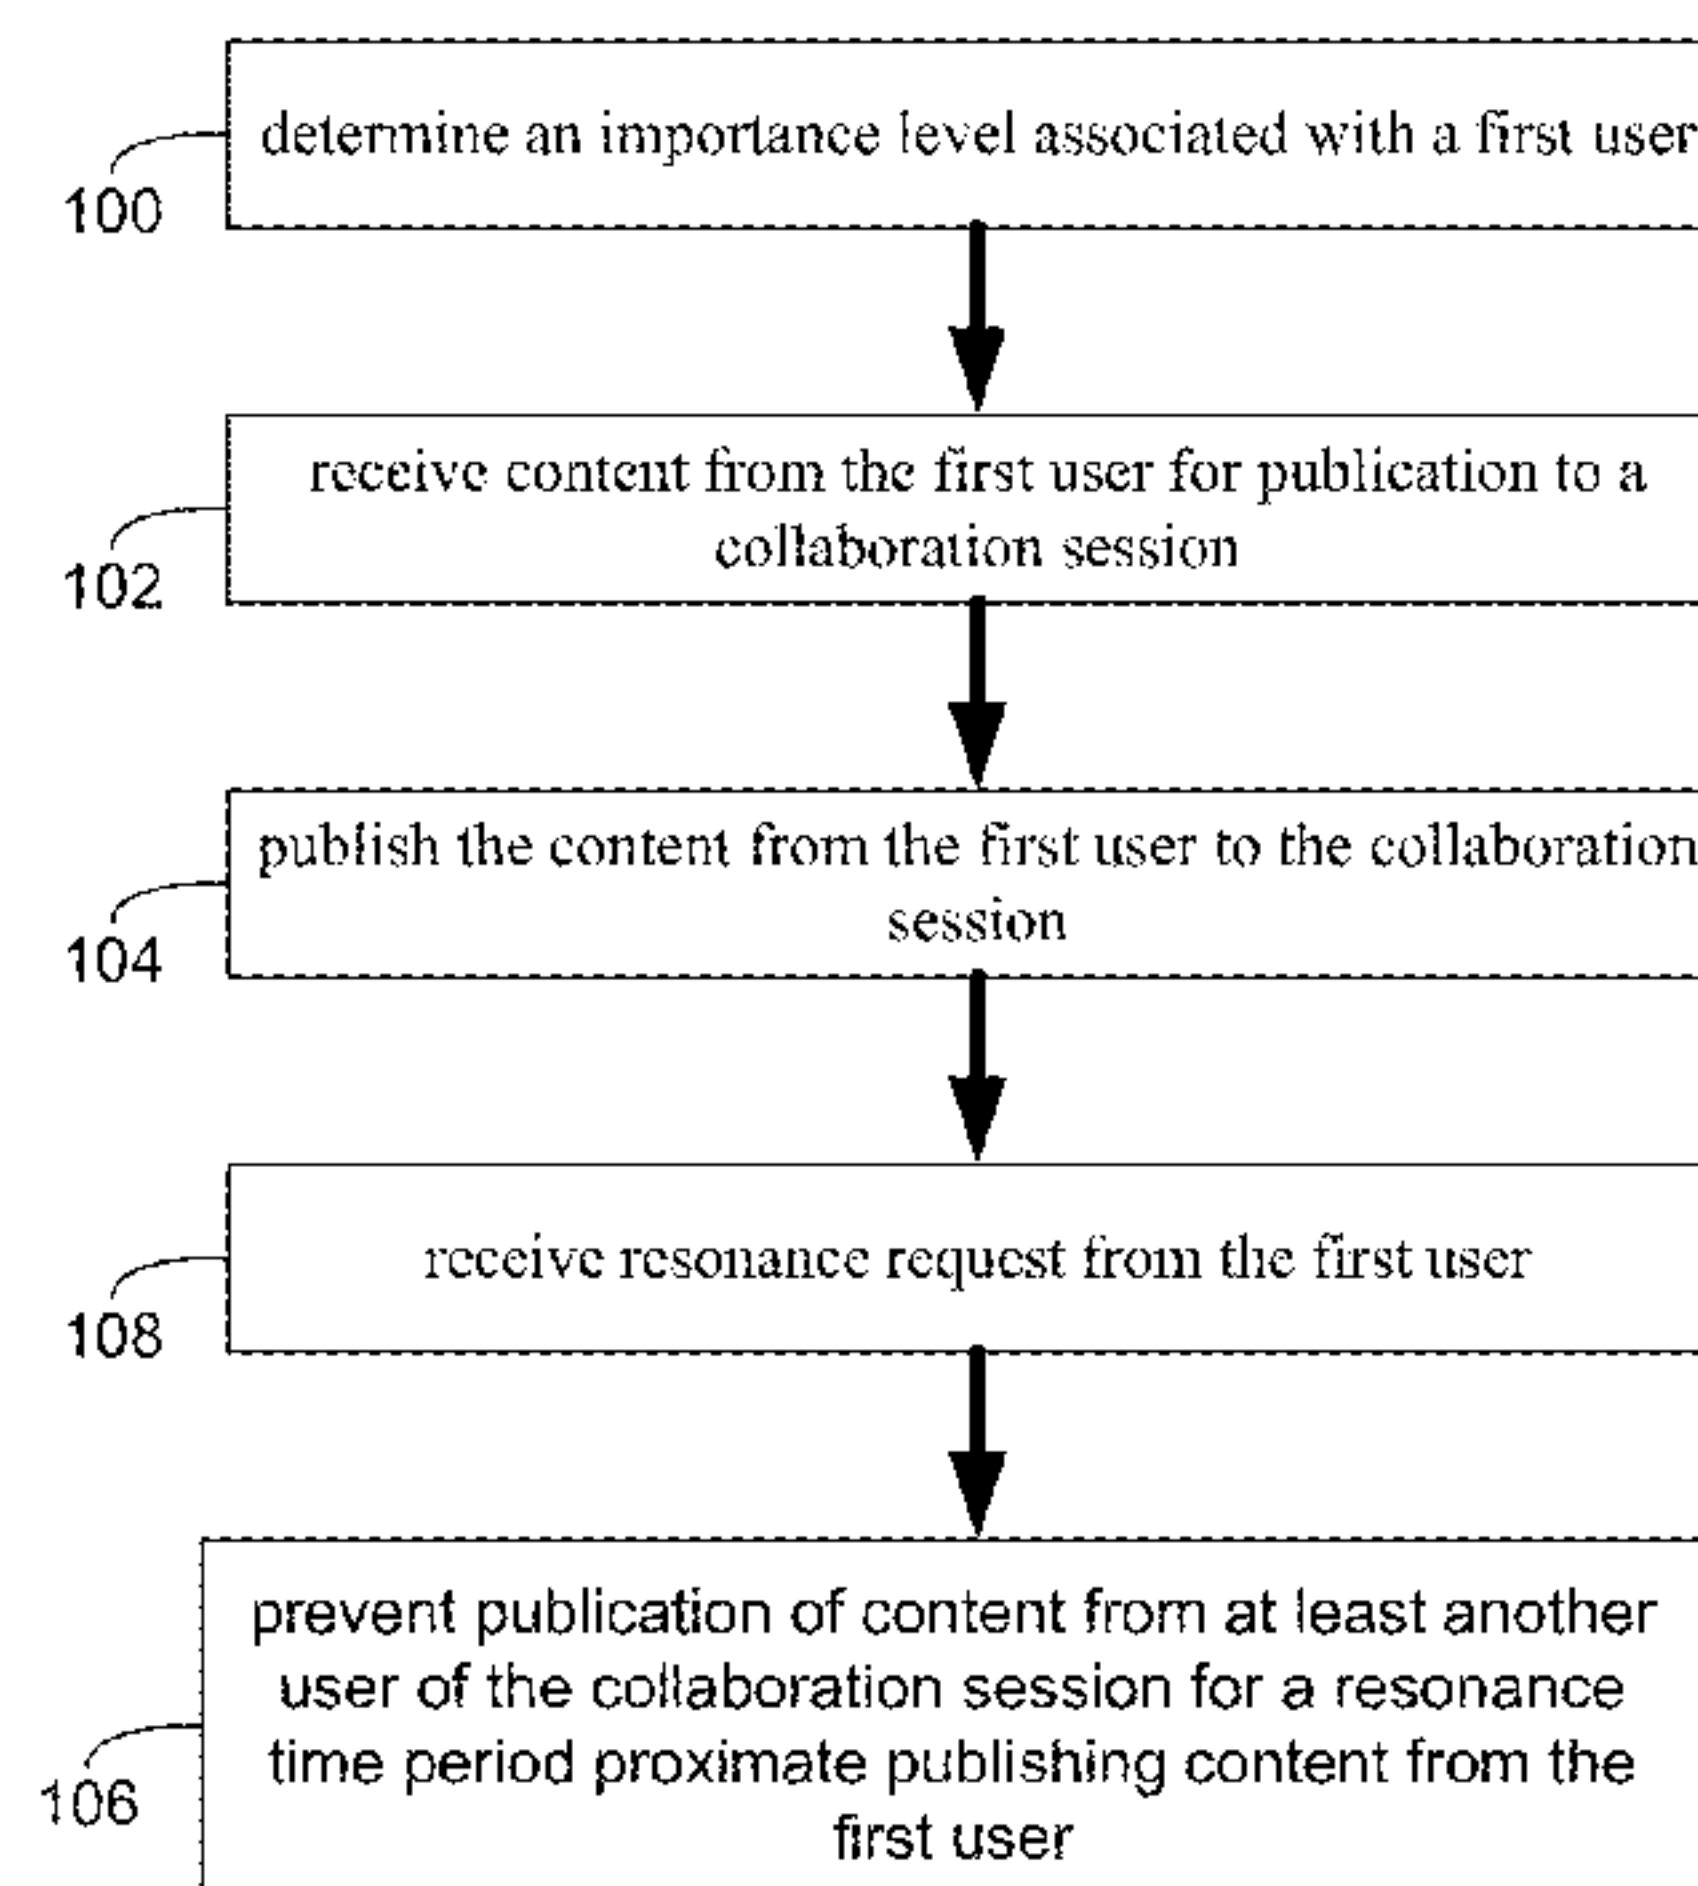 determine an importance level associated with a first user
100
receive content from the first user for publication to a
collaboration session
102
publish the content from the first user to the collaboration
session
104
receive resonance request from the first user
108
prevent publication of content from at least another
user of the collaboration session for a resonance
time period proximate publishing content from the
first user
106